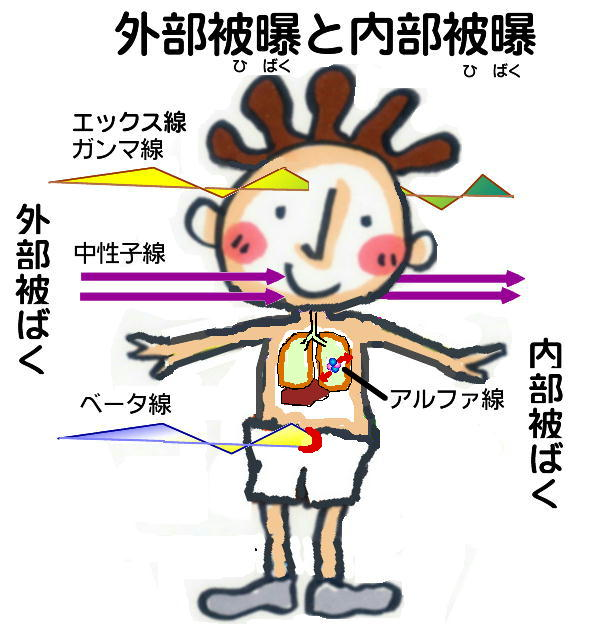 外部被曝と内部被曝
ひ ばく ひ ばく
エックス線
ガンマ線
外部被ばく
中性子線
内部被ばく
アルファ線
ベータ線